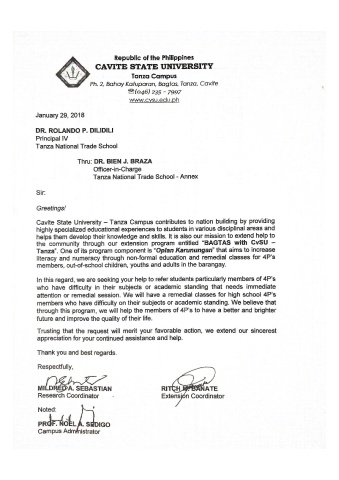 Republic of the Philippines
CAVITE STATE UNIVERSITY
Tanza Campus
Ph. 2, Bahay Katuparan, Bagtas, Tanza, Cavite
☎(046) 235 – 7997
www.cvsu.edu.ph
January 29, 2018
DR. ROLANDO P. DILIDILI
Principal IV
Tanza National Trade School
Thru: DR. BIEN J. BRAZA
Officer-in-Charge
Tanza National Trade School - Annex
Sir:
Greetings!
Cavite State University – Tanza Campus contributes to nation building by providing
highly specialized educational experiences to students in various disciplinal areas and
helps them develop their knowledge and skills. It is also our mission to extend help to
the community through our extension program entitled "BAGTAS with CvSU –
Tanza". One of its program component is "Oplan Karunungan" that aims to increase
literacy and numeracy through non-formal education and remedial classes for 4P's
members, out-of-school children, youths and adults in the barangay.
In this regard, we are seeking your help to refer students particularly members of 4P's
who have difficulty in their subjects or academic standing that needs immediate
attention or remedial session. We will have a remedial classes for high school 4P's
members who have difficulty on their subjects or academic standing. We believe that
through this program, we will help the members of 4P's to have a better and brighter
future and improve the quality of their life.
Trusting that the request will merit your favorable action, we extend our sincerest
appreciation for your continued assistance and help.
Thank you and best regards.
Respectfully,
MILDRED A. SEBASTIAN
Research Coordinator
RITCH M. BANATE
Extension Coordinator
Noted:
PROF. NOEL A. SEDIGO
Campus Administrator